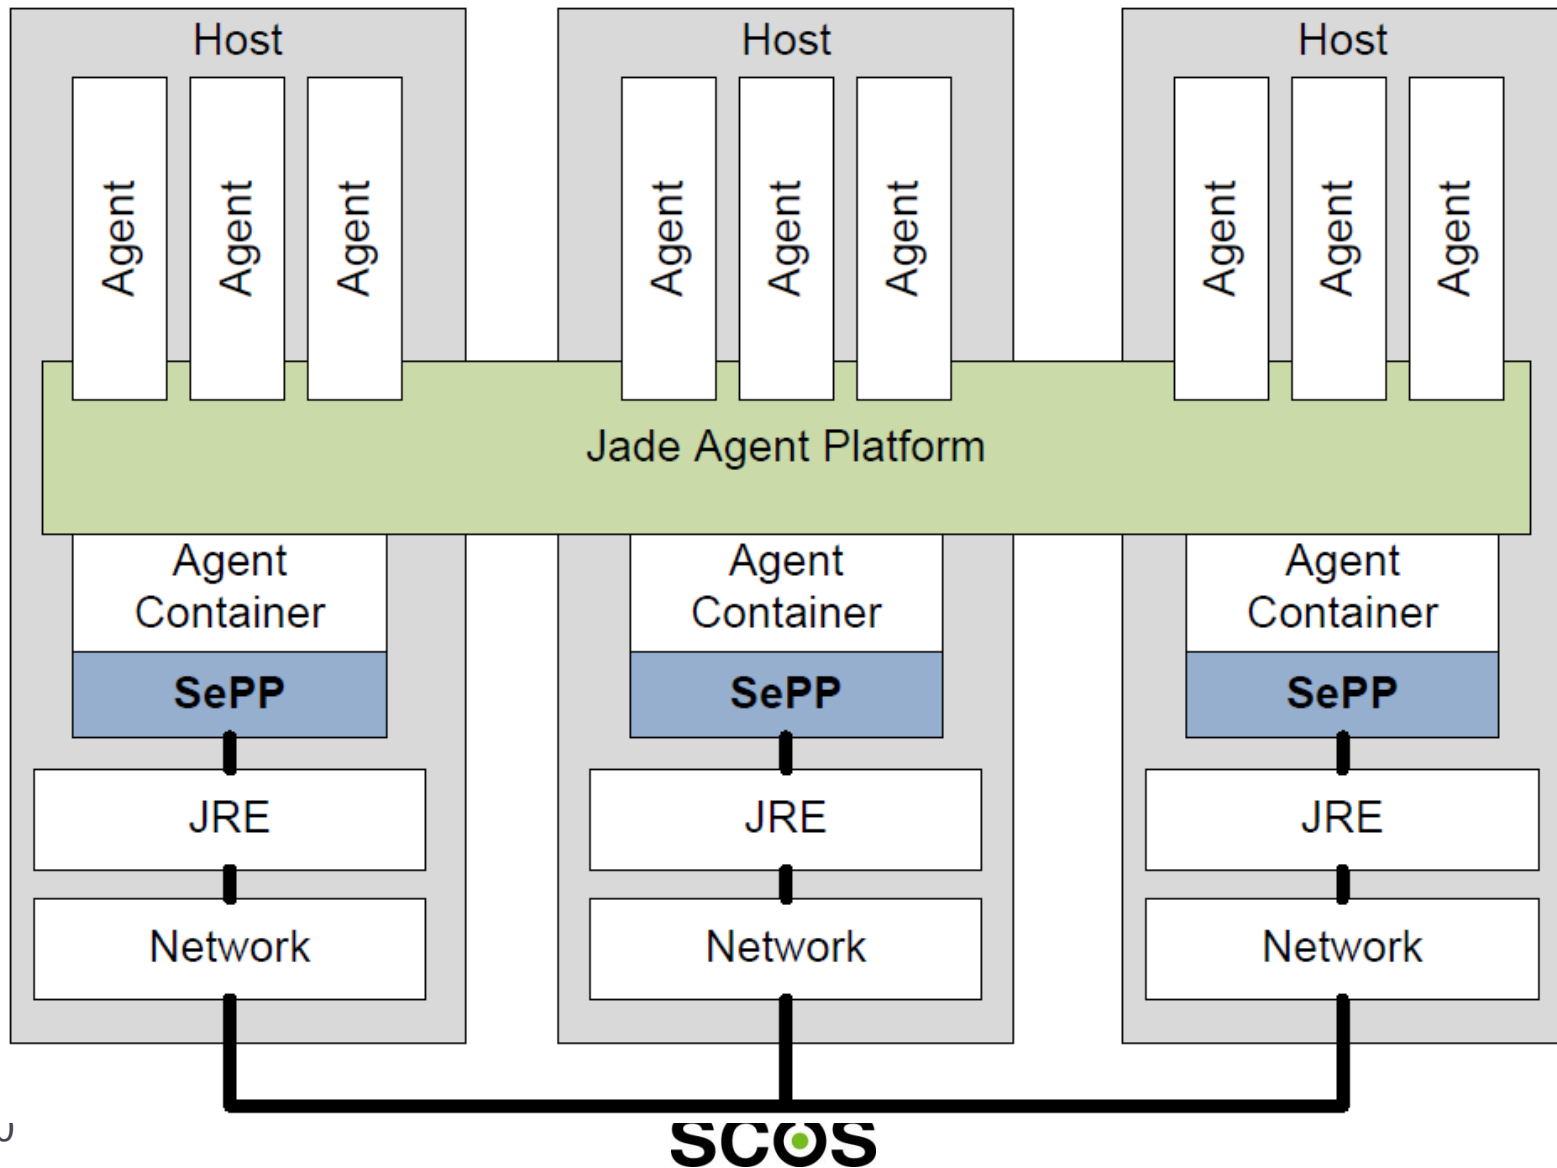 Host
Host
Host
Agent
Agent
Agent
Agent
Agent
Agent
Agent
Agent
Agent
Jade Agent Platform
Agent
Container
Agent
Container
Agent
Container
SePP
SePP
SePP
JRE
JRE
JRE
Network
Network
Network
SCOS